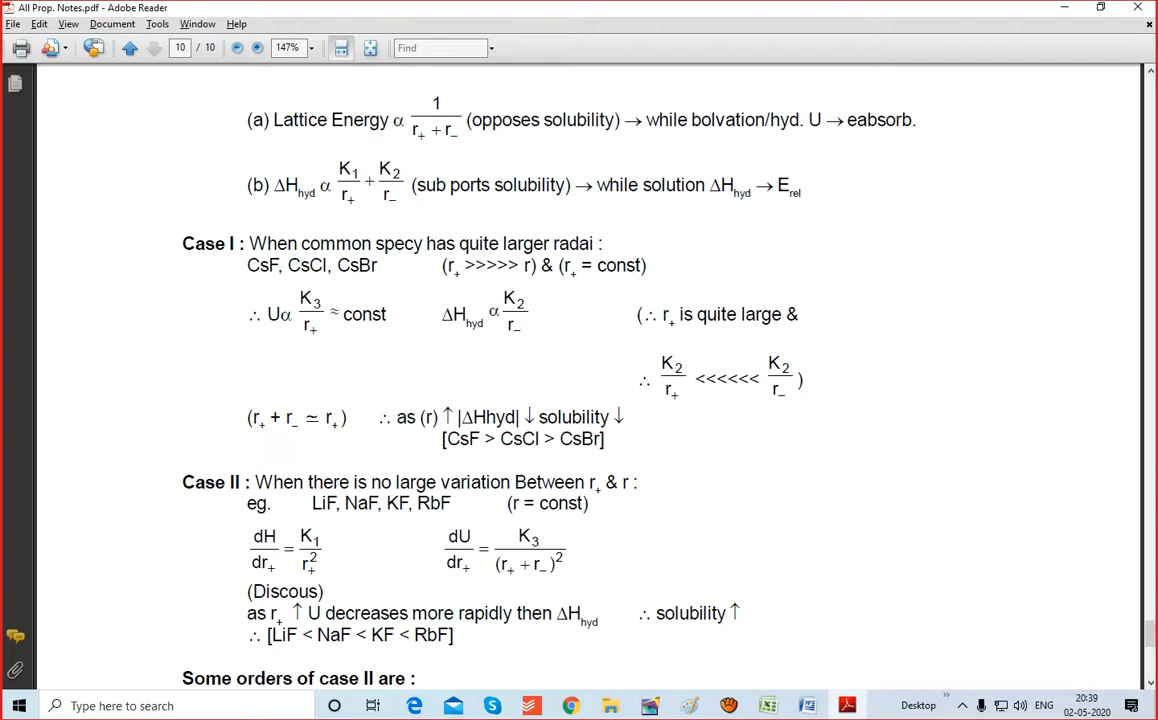 All Prop. Notes.pdf - Adobe Reader
File Edit View Document Tools Window Help
10 / 10 147% Find
(a) Lattice Energy α 1 / (r₊ + r₋) (opposes solubility) → while bolvation/hyd. U → eabsorb.
(b) ΔH_hyd α K₁/r₊ + K₂/r₋ (sub ports solubility) → while solution ΔH_hyd → E_rel
Case I : When common specy has quite larger radai :
CsF, CsCl, CsBr (r₊ >>>>> r) & (r₊ = const)
∴ Uα K₃/r₊ ≈ const ΔH_hyd α K₂/r₋ (∴ r₊ is quite large &
∴ K₂/r₊ <<<<<< K₂/r₋ )
(r₊ + r₋ ≃ r₊) ∴ as (r) ↑ |ΔHhyd| ↓ solubility ↓
[CsF > CsCl > CsBr]
Case II : When there is no large variation Between r₊ & r :
eg. LiF, NaF, KF, RbF (r = const)
dH/dr₊ = K₁/r₊² dU/dr₊ = K₃/(r₊ + r₋)²
(Discous)
as r₊ ↑ U decreases more rapidly then ΔH_hyd ∴ solubility ↑
∴ [LiF < NaF < KF < RbF]
Some orders of case II are :
Type here to search
Desktop
ENG
20:39
02-05-2020